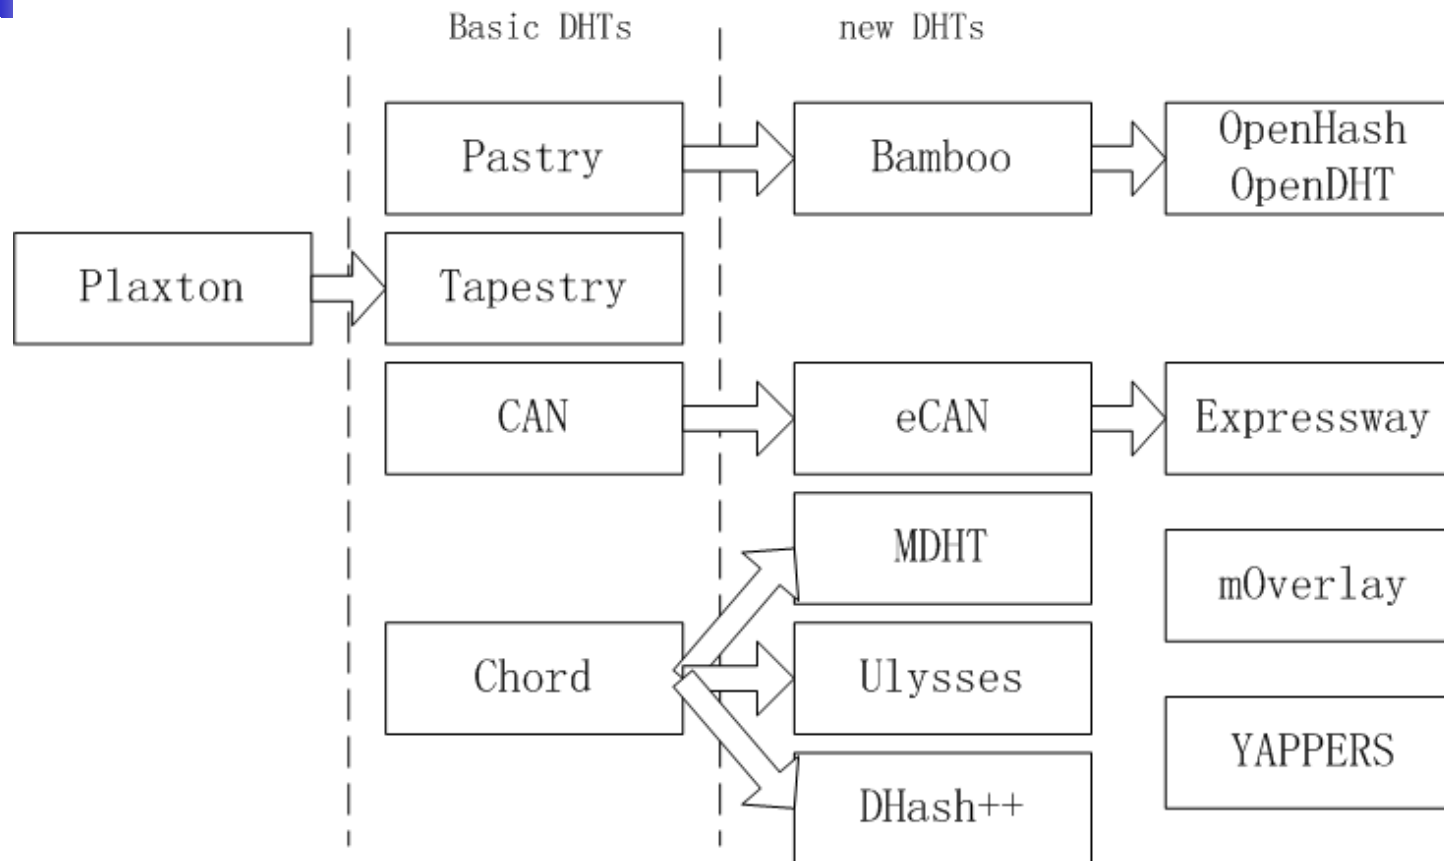 Basic DHTs
new DHTs
Pastry
Bamboo
OpenHash
OpenDHT
Plaxton
Tapestry
CAN
eCAN
Expressway
MDHT
mOverlay
Chord
Ulysses
YAPPERS
DHash++